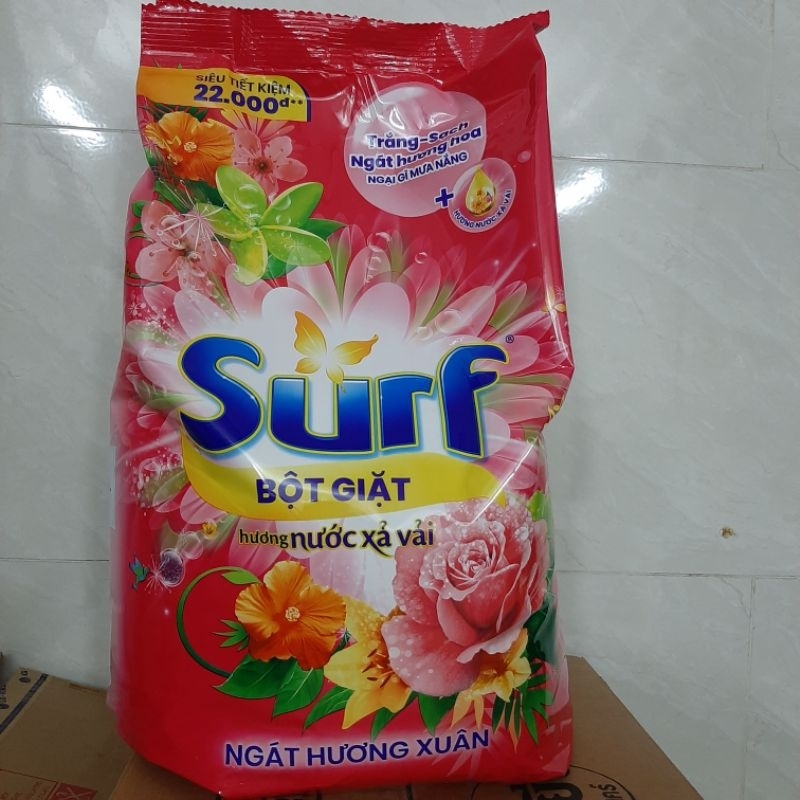 SIÊU TIẾT KIỆM
22.000đ**
Trắng-Sạch
Ngát hương hoa
NGẠI GÌ MƯA NẮNG
+
HƯƠNG NƯỚC XẢ VẢI
Surf®
BỘT GIẶT
hương nước xả vải
NGÁT HƯƠNG XUÂN